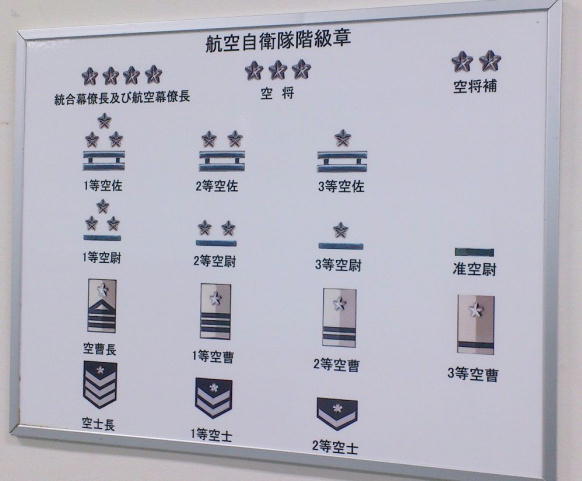 航空自衛隊階級章
統合幕僚長及び航空幕僚長
空 将
空将補
1等空佐
2等空佐
3等空佐
1等空尉
2等空尉
3等空尉
准空尉
空曹長
1等空曹
2等空曹
3等空曹
空士長
1等空士
2等空士